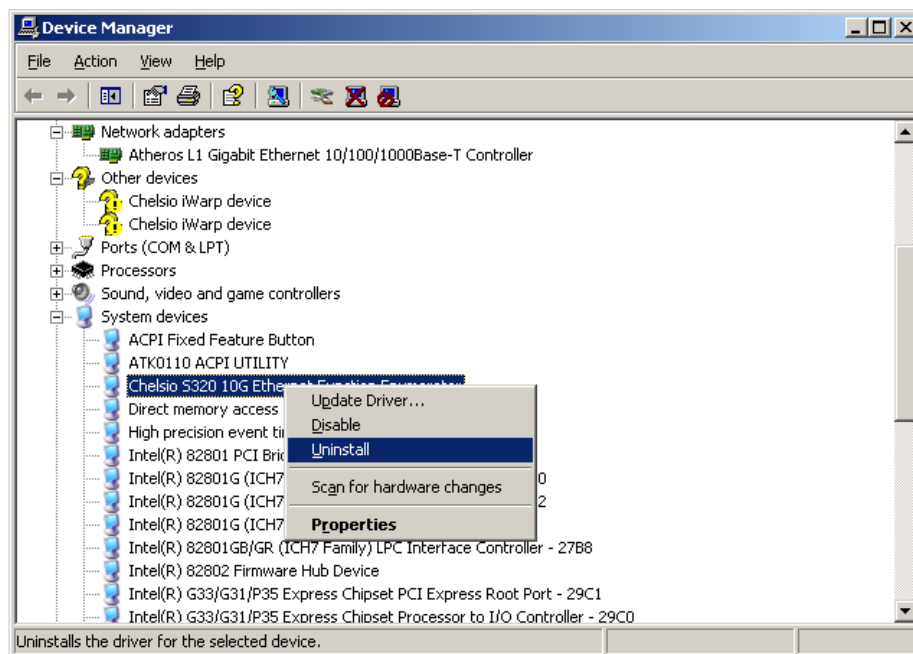 Device Manager
File Action View Help
Network adapters
Atheros L1 Gigabit Ethernet 10/100/1000Base-T Controller
Other devices
Chelsio iWarp device
Chelsio iWarp device
Ports (COM & LPT)
Processors
Sound, video and game controllers
System devices
ACPI Fixed Feature Button
ATK0110 ACPI UTILITY
Chelsio S320 10G Ethernet Function Enumerator
Update Driver...
Direct memory access
Disable
High precision event ti
Uninstall
Intel(R) 82801 PCI Bri
Intel(R) 82801G (ICH7 0
Scan for hardware changes
Intel(R) 82801G (ICH7 2
Intel(R) 82801G (ICH7
Properties
Intel(R) 82801GB/GR (ICH7 Family) LPC Interface Controller - 27B8
Intel(R) 82802 Firmware Hub Device
Intel(R) G33/G31/P35 Express Chipset PCI Express Root Port - 29C1
Intel(R) G33/G31/P35 Express Chipset Processor to I/O Controller - 29C0
Uninstalls the driver for the selected device.